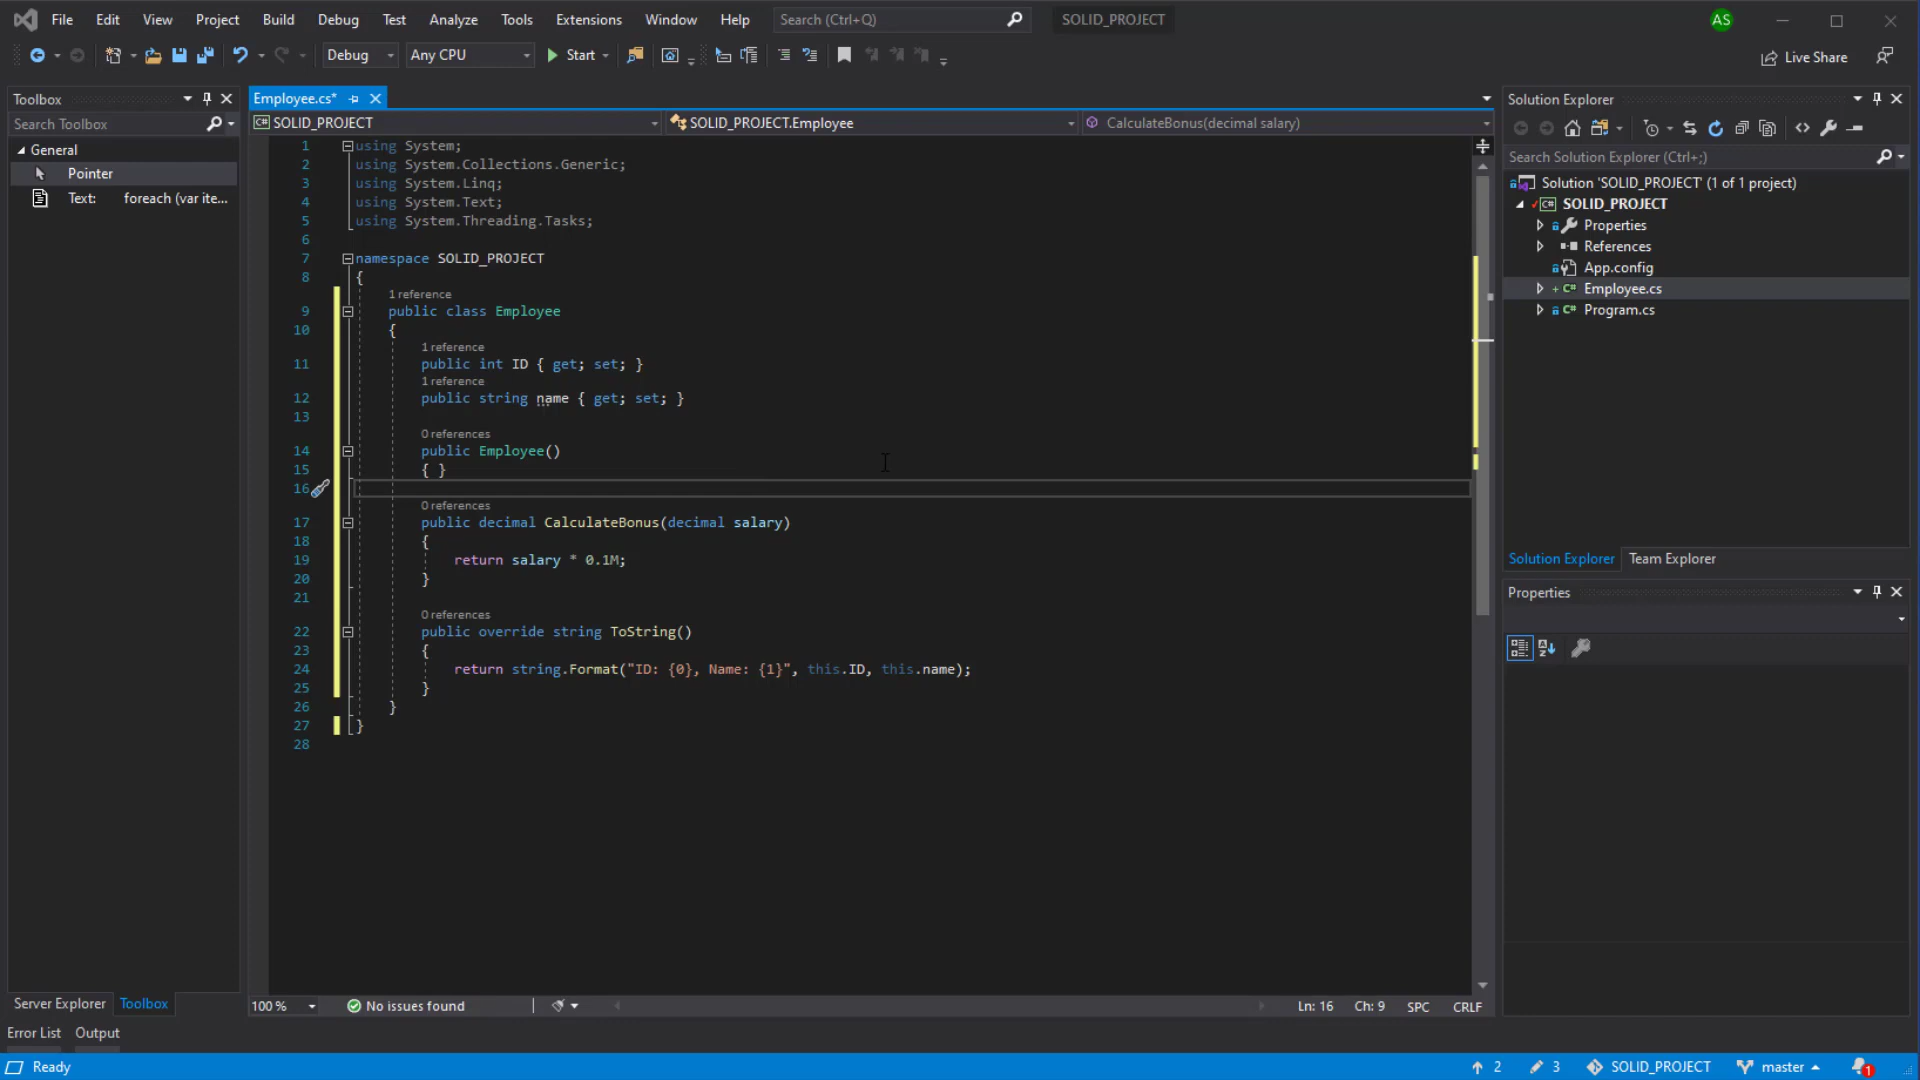 File Edit View Project Build Debug Test Analyze Tools Extensions Window Help Search (Ctrl+Q) SOLID_PROJECT AS
Debug Any CPU Start Live Share
Toolbox
Search Toolbox
General
Pointer
Text: foreach (var ite...
Employee.cs*
SOLID_PROJECT SOLID_PROJECT.Employee CalculateBonus(decimal salary)
1 using System;
2 using System.Collections.Generic;
3 using System.Linq;
4 using System.Text;
5 using System.Threading.Tasks;
6
7 namespace SOLID_PROJECT
8 {
1 reference
9 public class Employee
10 {
1 reference
11 public int ID { get; set; }
1 reference
12 public string name { get; set; }
13
0 references
14 public Employee()
15 { }
16
0 references
17 public decimal CalculateBonus(decimal salary)
18 {
19 return salary * 0.1M;
20 }
21
0 references
22 public override string ToString()
23 {
24 return string.Format("ID: {0}, Name: {1}", this.ID, this.name);
25 }
26 }
27 }
28
100 % No issues found Ln: 16 Ch: 9 SPC CRLF
Solution Explorer
Search Solution Explorer (Ctrl+;)
Solution 'SOLID_PROJECT' (1 of 1 project)
SOLID_PROJECT
Properties
References
App.config
Employee.cs
Program.cs
Solution Explorer Team Explorer
Properties
Server Explorer Toolbox
Error List Output
Ready 2 3 SOLID_PROJECT master 1